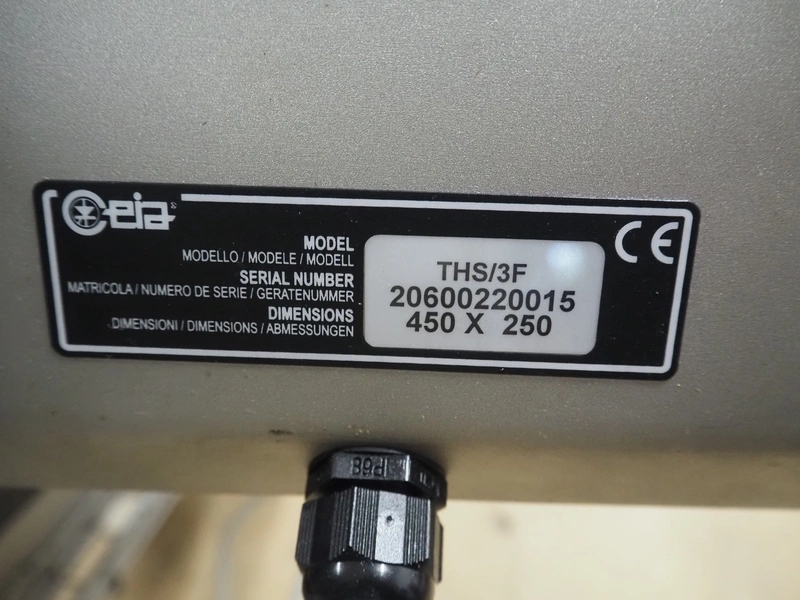 Ceia®
CE
MODEL
MODELLO / MODELE / MODELL
THS/3F
SERIAL NUMBER
MATRICOLA / NUMERO DE SERIE / GERATENUMMER
20600220015
DIMENSIONS
DIMENSIONI / DIMENSIONS / ABMESSUNGEN
450 X 250
IP68